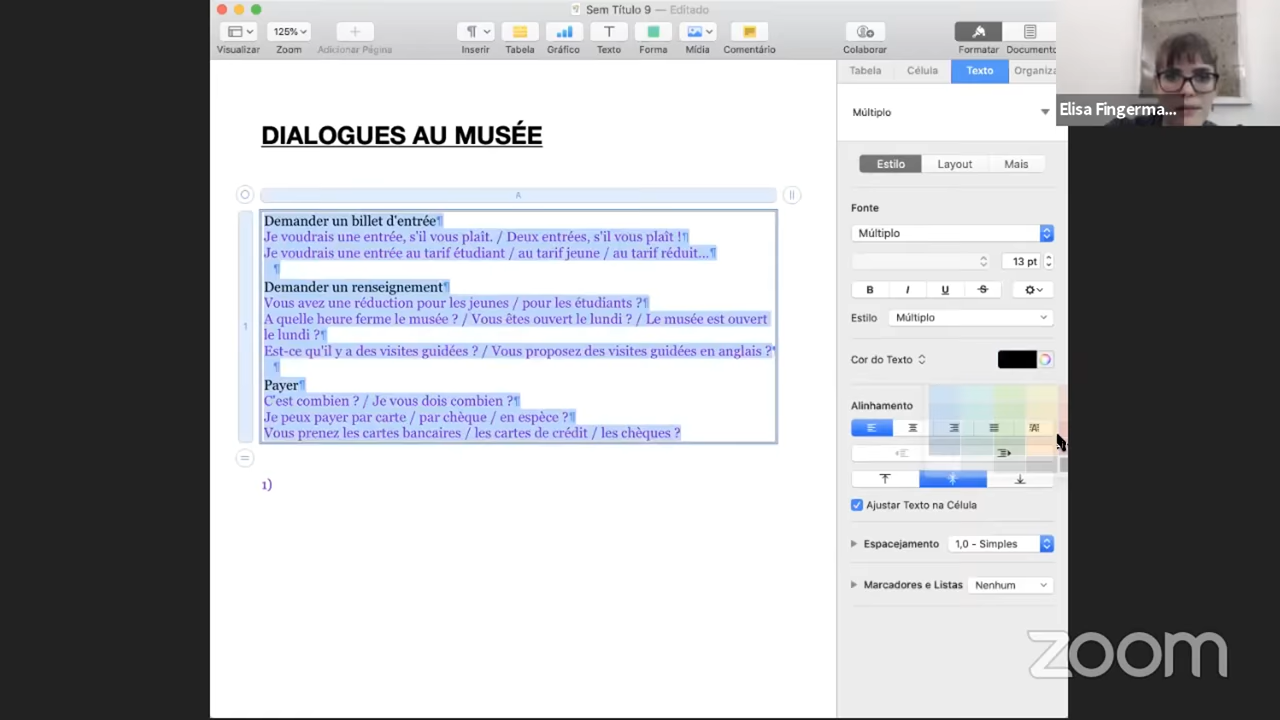 Sem Título 9 — Editado
Visualizar
125%
Zoom
Adicionar Página
Inserir
Tabela
Gráfico
Texto
Forma
Mídia
Comentário
Colaborar
Formatar
Documento
Tabela Célula Texto Organiza
Elisa Fingerma...
Múltiplo
DIALOGUES AU MUSÉE
Estilo Layout Mais
A
1
Demander un billet d'entrée¶
Je voudrais une entrée, s'il vous plaît. / Deux entrées, s'il vous plaît !¶
Je voudrais une entrée au tarif étudiant / au tarif jeune / au tarif réduit...¶
¶
Demander un renseignement¶
Vous avez une réduction pour les jeunes / pour les étudiants ?¶
A quelle heure ferme le musée ? / Vous êtes ouvert le lundi ? / Le musée est ouvert
le lundi ?¶
Est-ce qu'il y a des visites guidées ? / Vous proposez des visites guidées en anglais ?¶
¶
Payer¶
C'est combien ? / Je vous dois combien ?¶
Je peux payer par carte / par chèque / en espèce ?¶
Vous prenez les cartes bancaires / les cartes de crédit / les chèques ?
1)
Fonte
Múltiplo
13 pt
B I U S
Estilo Múltiplo
Cor do Texto
Alinhamento
Ajustar Texto na Célula
Espacejamento 1,0 - Simples
Marcadores e Listas Nenhum
zoom